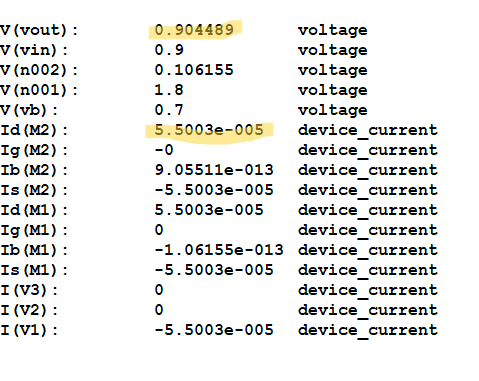 V(vout): 0.904489 voltage
V(vin): 0.9 voltage
V(n002): 0.106155 voltage
V(n001): 1.8 voltage
V(vb): 0.7 voltage
Id(M2): 5.5003e-005 device_current
Ig(M2): -0 device_current
Ib(M2): 9.05511e-013 device_current
Is(M2): -5.5003e-005 device_current
Id(M1): 5.5003e-005 device_current
Ig(M1): 0 device_current
Ib(M1): -1.06155e-013 device_current
Is(M1): -5.5003e-005 device_current
I(V3): 0 device_current
I(V2): 0 device_current
I(V1): -5.5003e-005 device_current